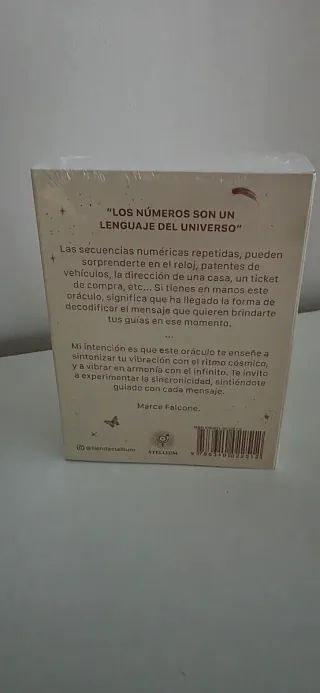 "LOS NÚMEROS SON UN
LENGUAJE DEL UNIVERSO"
Las secuencias numéricas repetidas, pueden
sorprenderte en el reloj, patentes de
vehículos, la dirección de una casa, un ticket
de compra, etc... Si tienes en manos este
oráculo, significa que ha llegado la forma de
decodificar el mensaje que quieren brindarte
tus guías en ese momento.
...
Mi intención es que este oráculo te enseñe a
sintonizar tu vibración con el ritmo cósmico,
y a vibrar en armonía con el infinito. Te invito
a experimentar la sincronicidad, sintiéndote
guiado con cada mensaje.
Merce Falcone.
STELLIUM